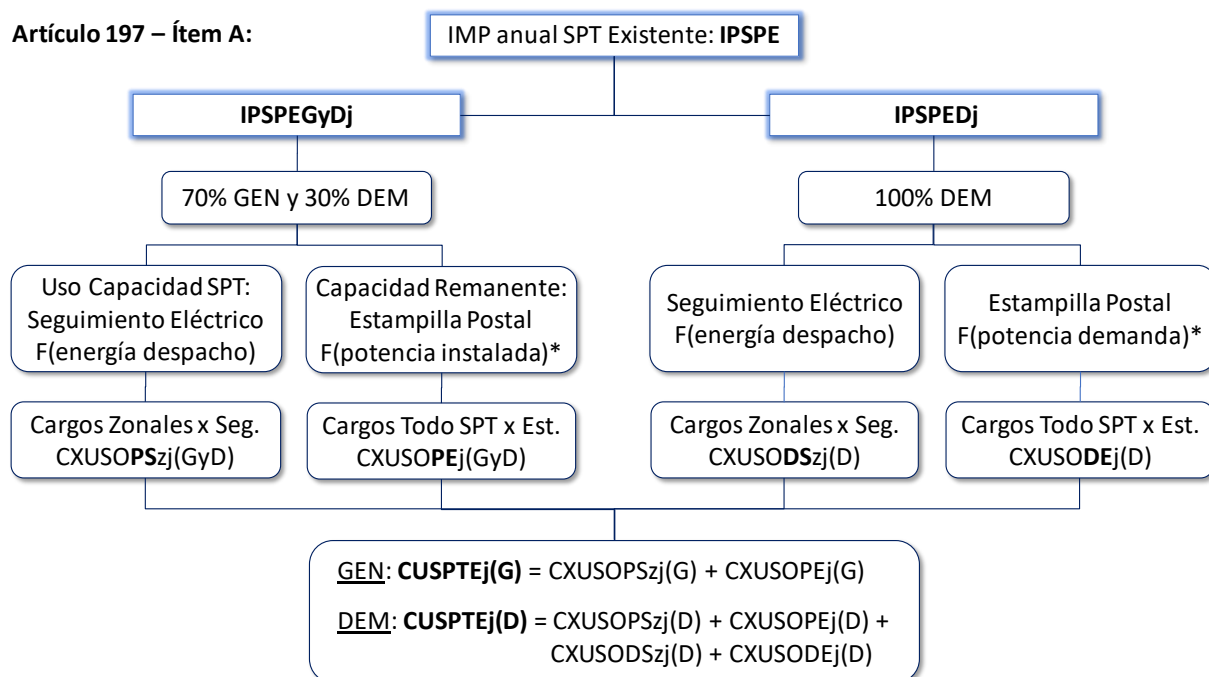 Artículo 197 – Ítem A:
IMP anual SPT Existente: IPSPE
IPSPEGyDj
IPSPEDj
70% GEN y 30% DEM
100% DEM
Uso Capacidad SPT:
Seguimiento Eléctrico
F(energía despacho)
Capacidad Remanente:
Estampilla Postal
F(potencia instalada)*
Seguimiento Eléctrico
F(energía despacho)
Estampilla Postal
F(potencia demanda)*
Cargos Zonales x Seg.
CXUSOPSzj(GyD)
Cargos Todo SPT x Est.
CXUSOPEj(GyD)
Cargos Zonales x Seg.
CXUSODSzj(D)
Cargos Todo SPT x Est.
CXUSODEj(D)
GEN: CUSPTEj(G) = CXUSOPSzj(G) + CXUSOPEj(G)
DEM: CUSPTEj(D) = CXUSOPSzj(D) + CXUSOPEj(D) +
CXUSODSzj(D) + CXUSODEj(D)